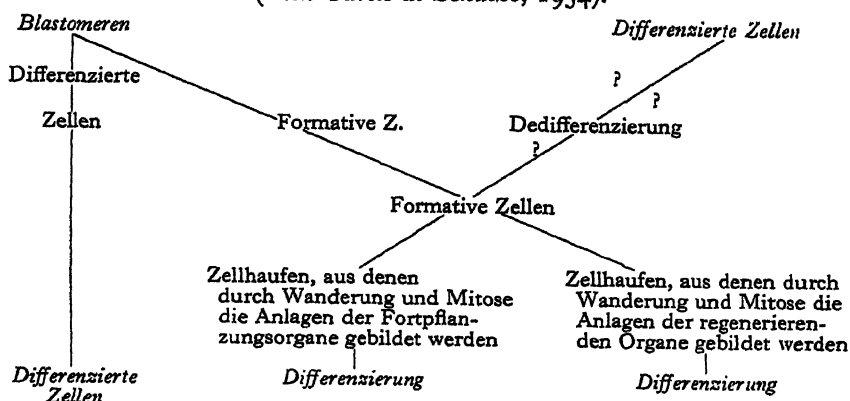 1954).
Blastomeren
Differenzierte Zellen
?
Differenzierte
?
Zellen
Formative Z.
Dedifferenzierung
?
Formative Zellen
Zellhaufen, aus denen
durch Wanderung und Mitose
die Anlagen der Fortpflan-
zungsorgane gebildet werden
Zellhaufen, aus denen durch
Wanderung und Mitose die
Anlagen der regenerieren-
den Organe gebildet werden
Differenzierte
Zellen
Differenzierung
Differenzierung